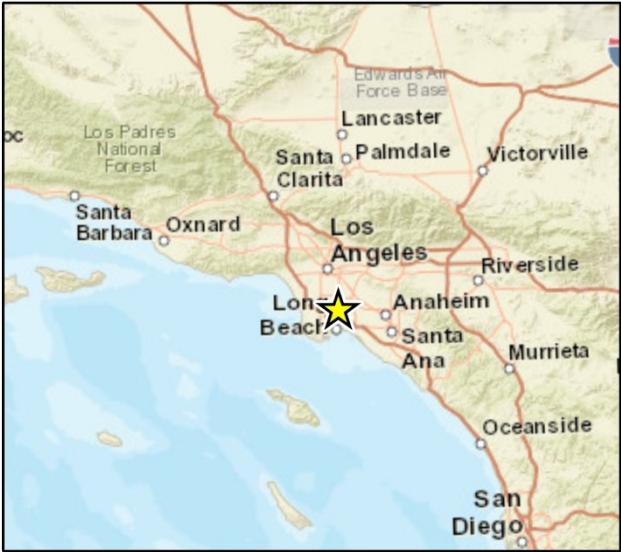 Edwards Air
Force Base
Lancaster
Los Padres
National
Forest
Santa
Clarita
Palmdale
Victorville
Santa
Barbara
Oxnard
Los
Angeles
Riverside
Long
Beach
Anaheim
Santa
Ana
Murrieta
Oceanside
San
Diego